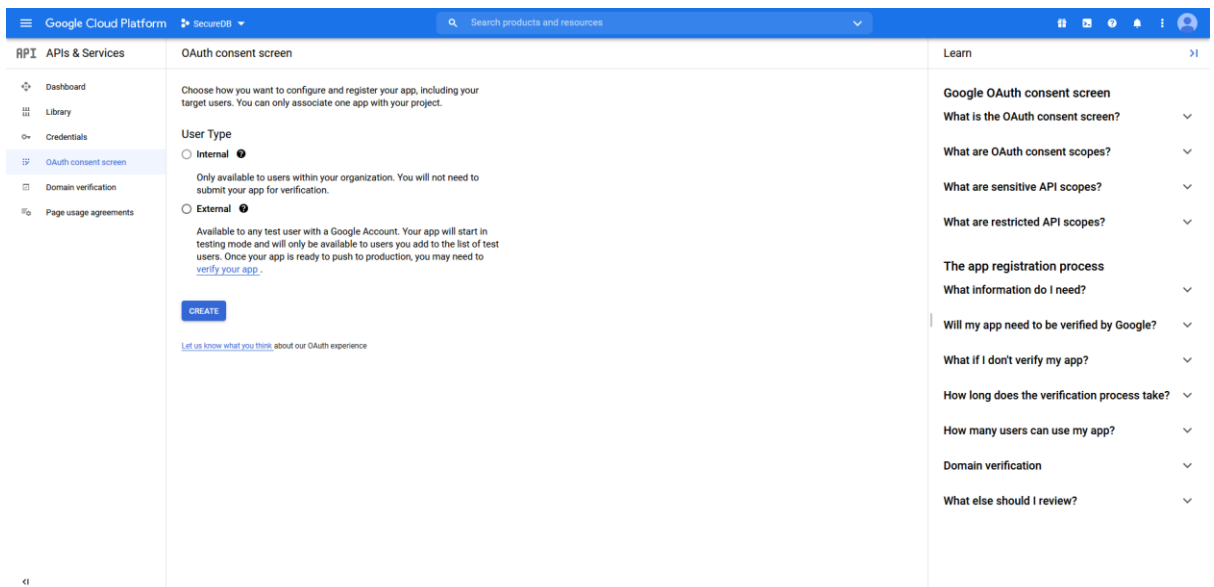 Google Cloud Platform
SecureDB
Search products and resources
API APIs & Services
Dashboard
Library
Credentials
OAuth consent screen
Domain verification
Page usage agreements
OAuth consent screen
Choose how you want to configure and register your app, including your
target users. You can only associate one app with your project.
User Type
Internal
Only available to users within your organization. You will not need to
submit your app for verification.
External
Available to any test user with a Google Account. Your app will start in
testing mode and will only be available to users you add to the list of test
users. Once your app is ready to push to production, you may need to
verify your app .
CREATE
Let us know what you think about our OAuth experience
Learn
Google OAuth consent screen
What is the OAuth consent screen?
What are OAuth consent scopes?
What are sensitive API scopes?
What are restricted API scopes?
The app registration process
What information do I need?
Will my app need to be verified by Google?
What if I don't verify my app?
How long does the verification process take?
How many users can use my app?
Domain verification
What else should I review?